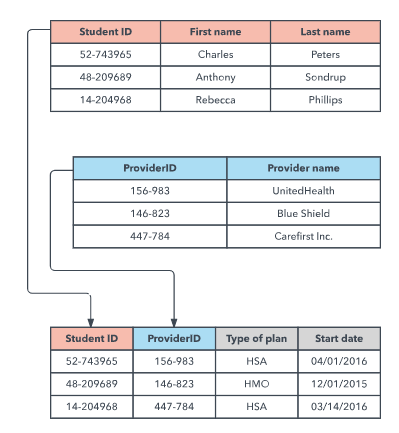 Student ID First name Last name
52-743965 Charles Peters
48-209689 Anthony Sondrup
14-204968 Rebecca Phillips
ProviderID Provider name
156-983 UnitedHealth
146-823 Blue Shield
447-784 Carefirst Inc.
Student ID ProviderID Type of plan Start date
52-743965 156-983 HSA 04/01/2016
48-209689 146-823 HMO 12/01/2015
14-204968 447-784 HSA 03/14/2016